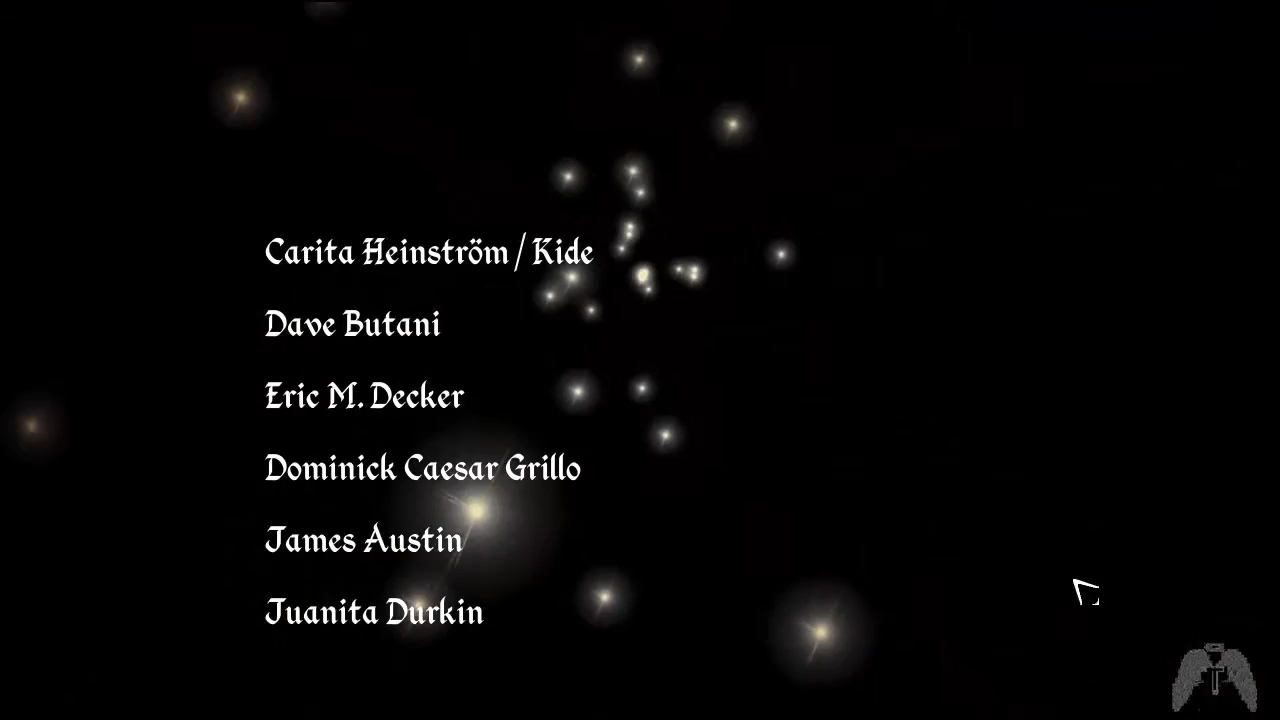 Carita Heinström / Kide
Dave Butani
Eric M. Decker
Dominick Caesar Grillo
James Austin
Juanita Durkin